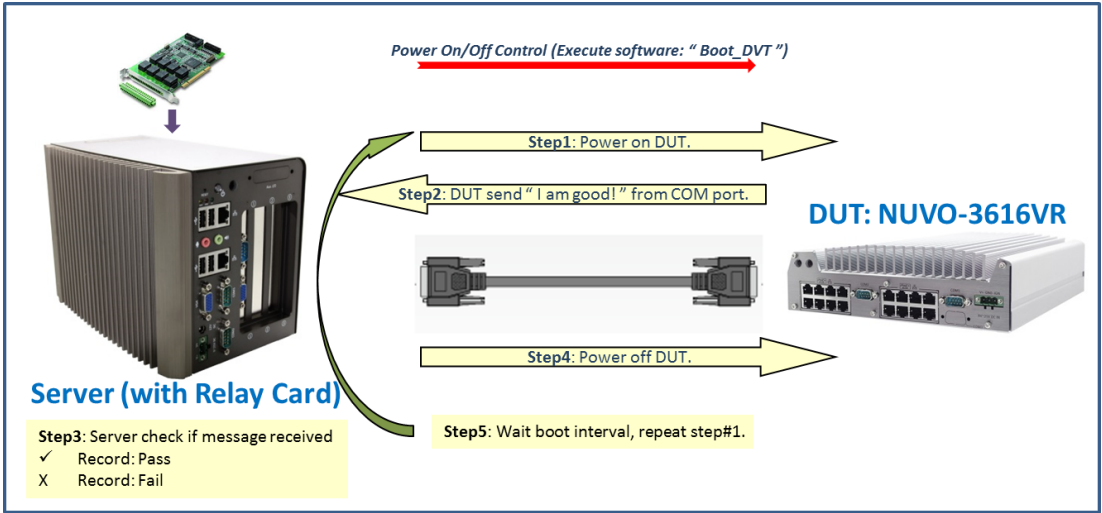 Power On/Off Control (Execute software: “ Boot_DVT ”)
Step1: Power on DUT.
Step2: DUT send “ I am good! ” from COM port.
DUT: NUVO-3616VR
Step4: Power off DUT.
Server (with Relay Card)
Step3: Server check if message received
✓ Record: Pass
X Record: Fail
Step5: Wait boot interval, repeat step#1.